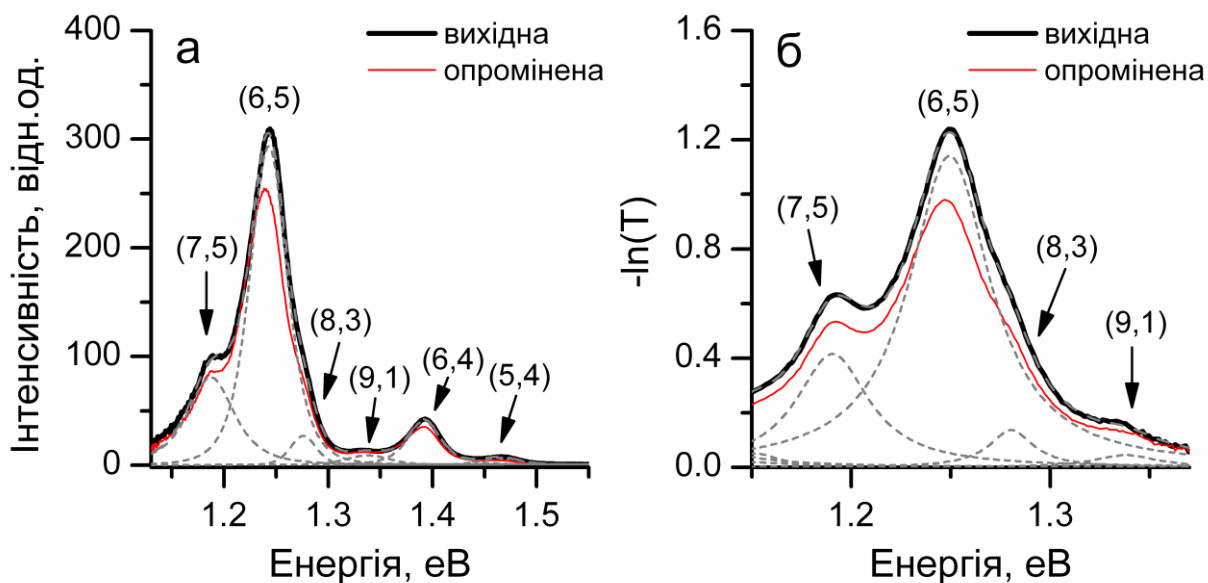 а
вихідна
опромінена
Інтенсивність, відн.од.
400
300
200
100
0
(6,5)
(7,5)
(8,3)
(9,1)
(6,4)
(5,4)
1.2
1.3
1.4
1.5
Енергія, еВ
б
вихідна
опромінена
-ln(T)
1.6
1.2
0.8
0.4
0.0
(6,5)
(7,5)
(8,3)
(9,1)
1.2
1.3
Енергія, еВ